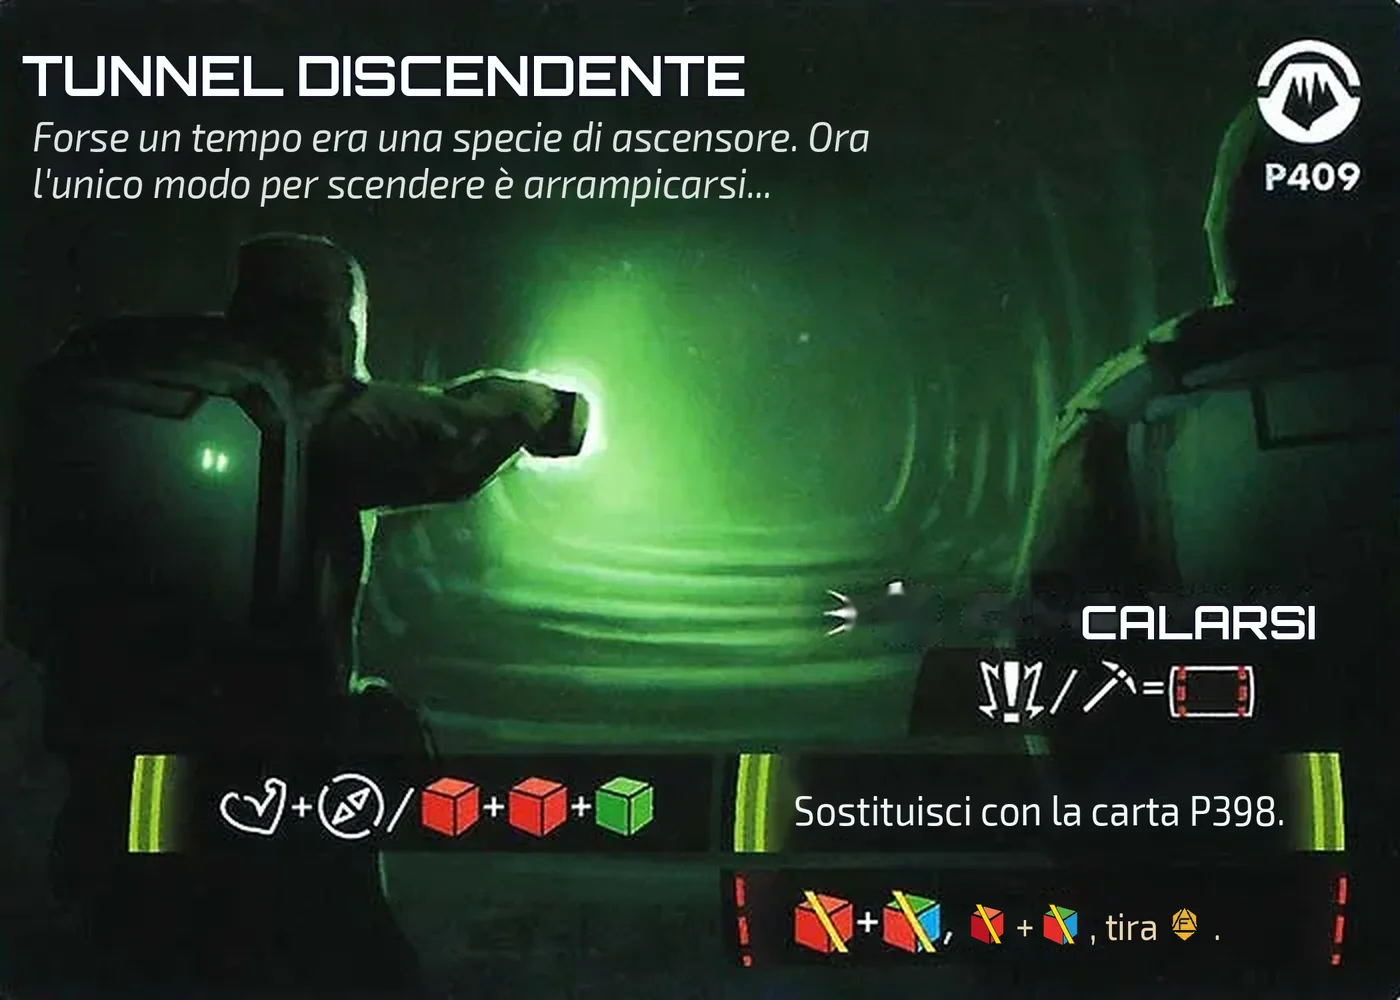 TUNNEL DISCENDENTE
Forse un tempo era una specie di ascensore. Ora
l'unico modo per scendere è arrampicarsi...
P409
CALARSI
! / =
+ / + +
Sostituisci con la carta P398.
+ , + , tira F .